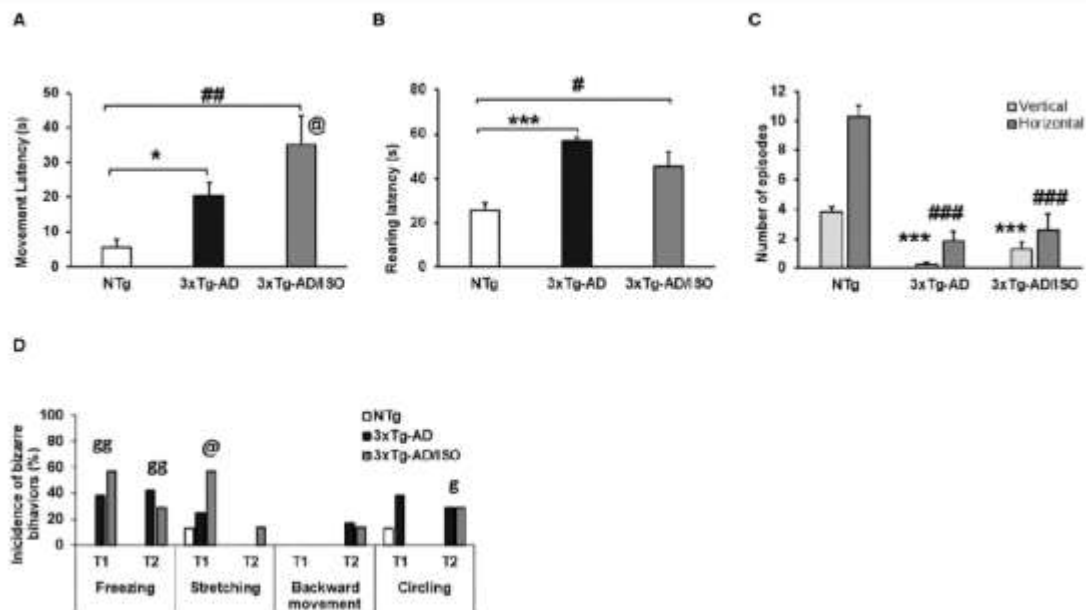 A
Movement Latency (s)
50
40
30
20
10
0
##
@
*
NTg
3xTg-AD
3xTg-AD/ISO
B
Rearing latency (s)
80
60
40
20
0
#
***
NTg
3xTg-AD
3xTg-AD/ISO
C
Number of episodes
12
10
8
6
4
2
0
Vertical
Horizontal
***
###
***
###
NTg
3xTg-AD
3xTg-AD/ISO
D
Inicidence of bizarre
bihaviors (%)
100
80
60
40
20
0
NTg
3xTg-AD
3xTg-AD/ISO
gg
gg
@
g
T1 T2 T1 T2 T1 T2 T1 T2
Freezing Stretching Backward Circling
movement